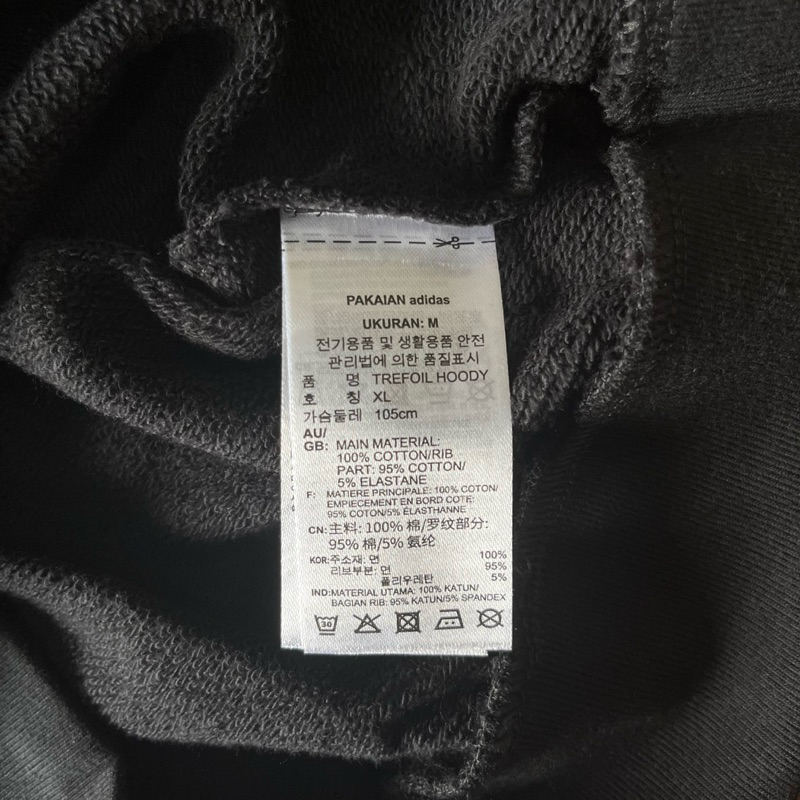 PAKAIAN adidas
UKURAN: M
전기용품 및 생활용품 안전
관리법에 의한 품질표시
품 명 TREFOIL HOODY
호 칭 XL
가슴둘레 105cm
AU/
GB: MAIN MATERIAL:
100% COTTON/RIB
PART: 95% COTTON/
5% ELASTANE
F: MATIERE PRINCIPALE: 100% COTON/
EMPIECEMENT EN BORD COTE:
95% COTON/5% ÉLASTHANNE
CN: 主料: 100% 棉/罗纹部分:
95% 棉/5% 氨纶
KOR: 주소재: 면 100%
리브부분: 면 95%
폴리우레탄 5%
IND: MATERIAL UTAMA: 100% KATUN/
BAGIAN RIB: 95% KATUN/5% SPANDEX
30